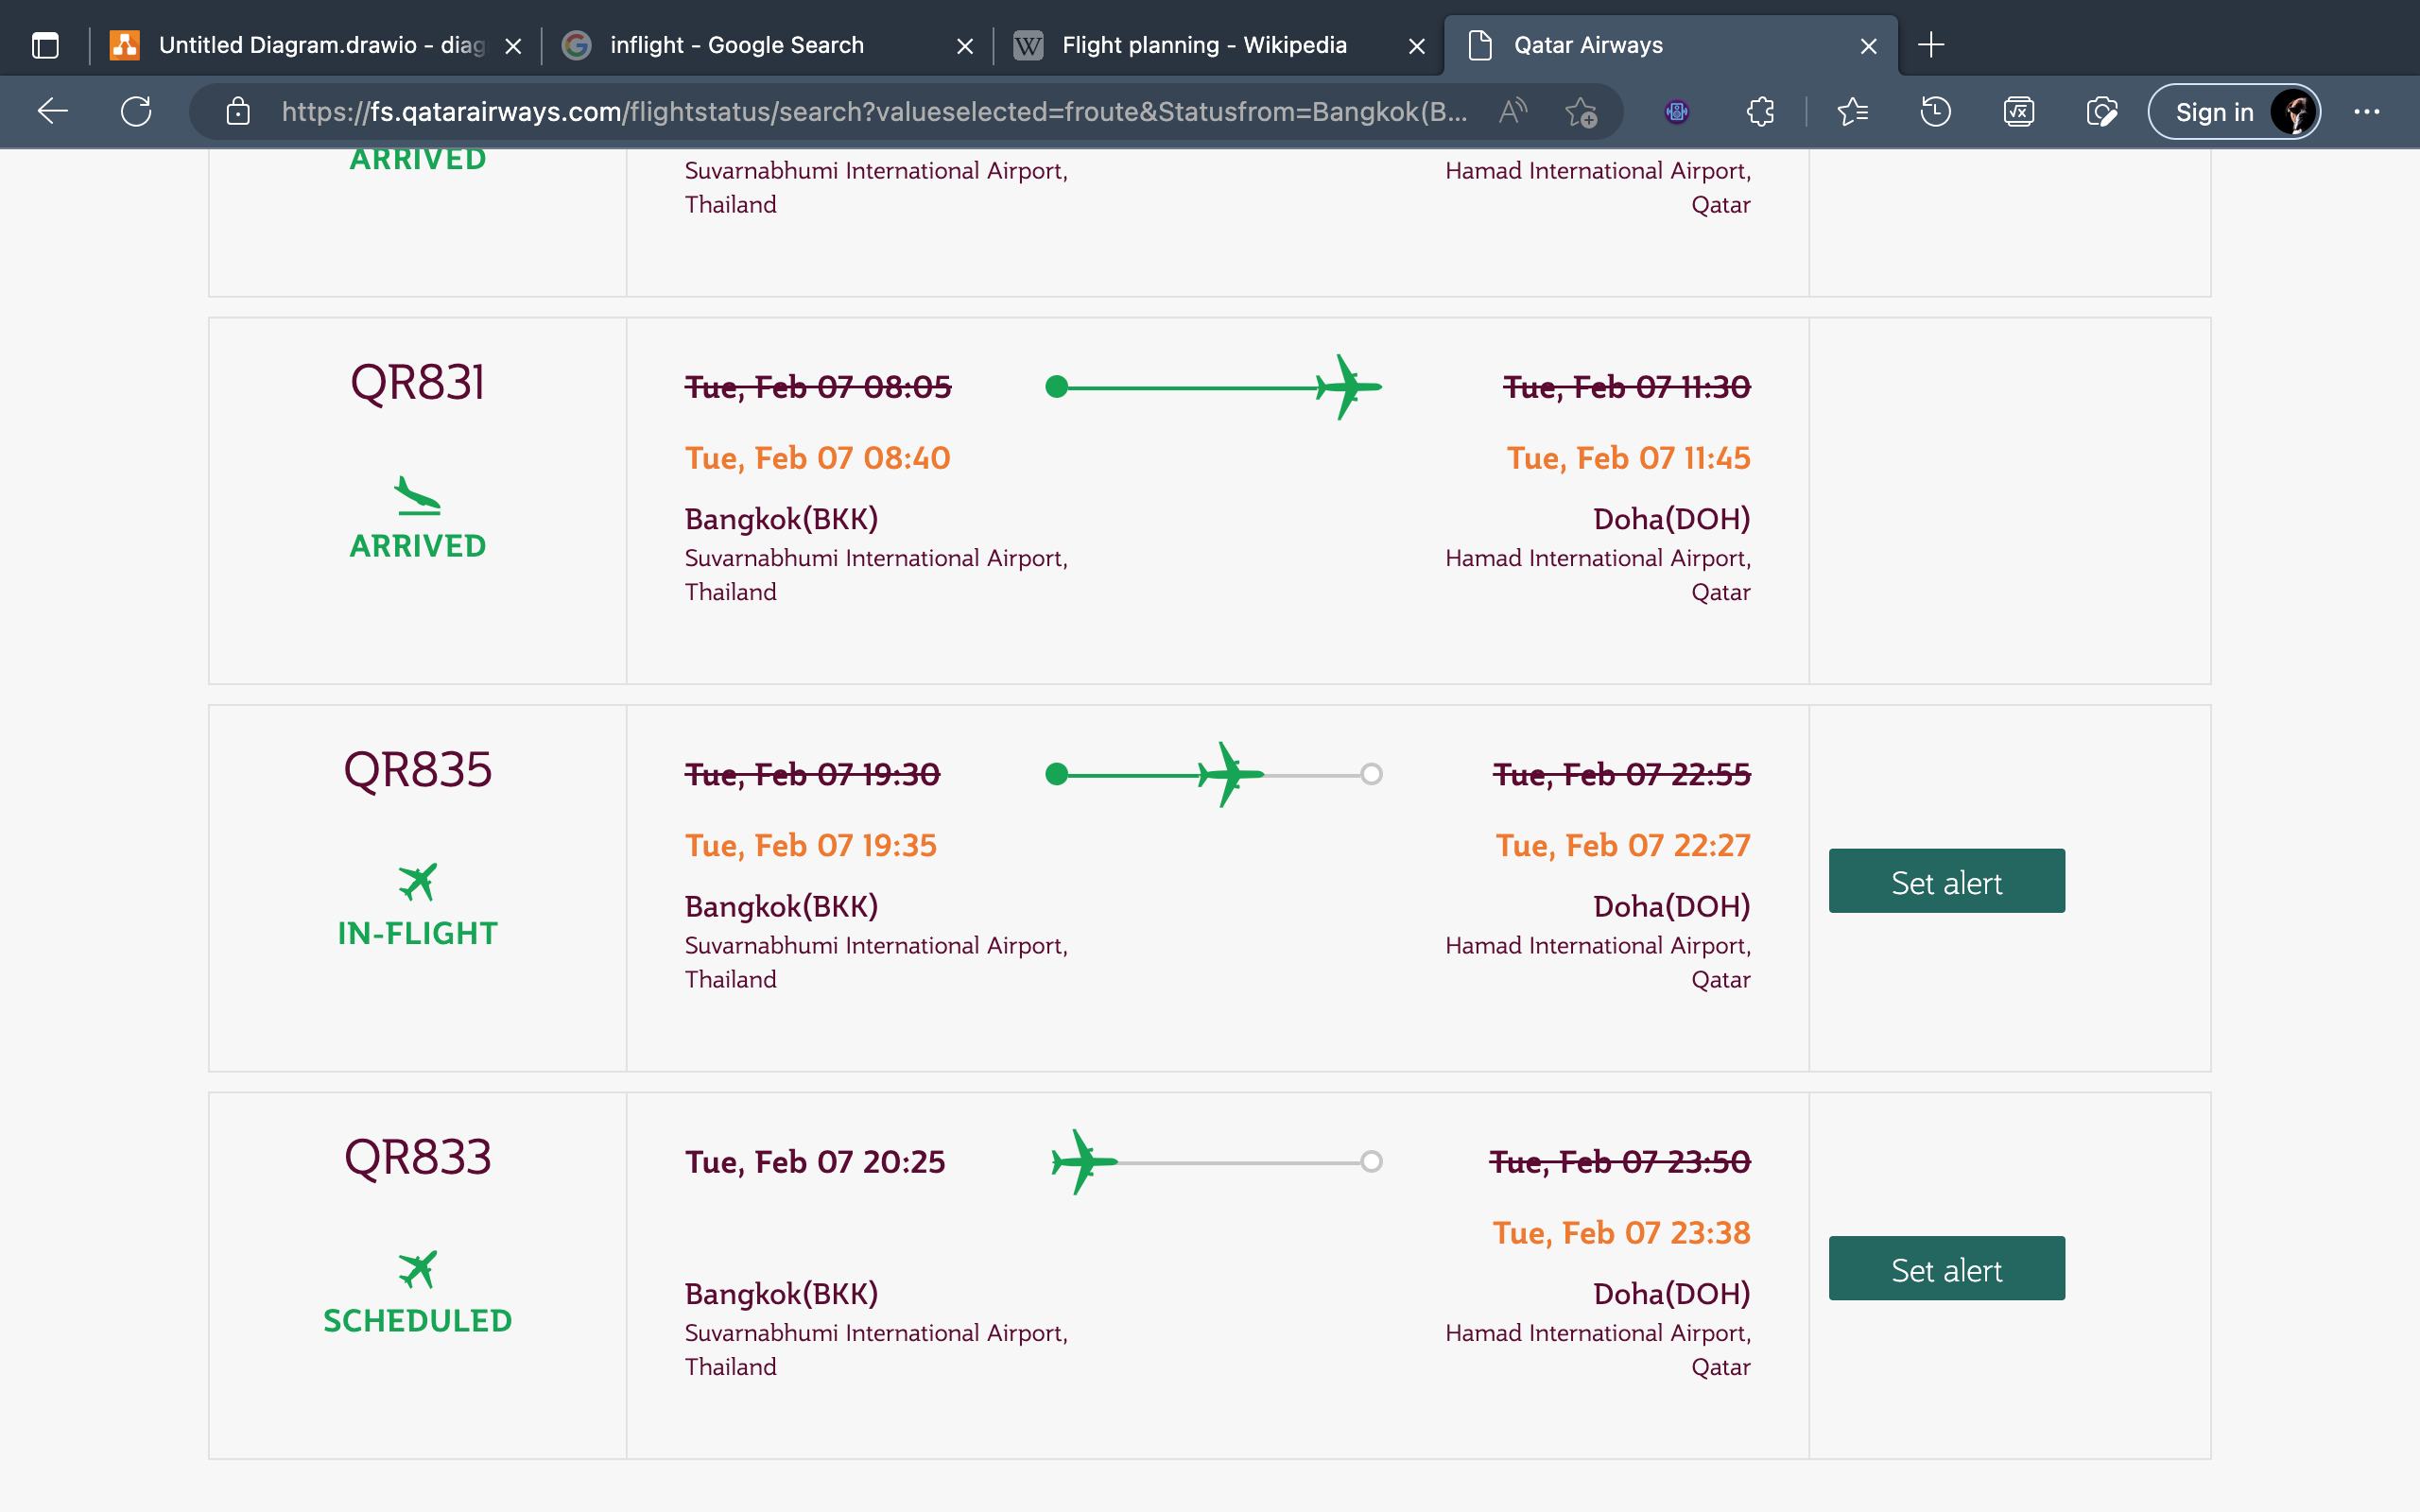 Untitled Diagram.drawio - diag
inflight - Google Search
Flight planning - Wikipedia
Qatar Airways
https://fs.qatarairways.com/flightstatus/search?valueselected=froute&Statusfrom=Bangkok(B...
Sign in
ARRIVED
Suvarnabhumi International Airport,
Thailand
Hamad International Airport,
Qatar
QR831
ARRIVED
Tue, Feb 07 08:05
Tue, Feb 07 11:30
Tue, Feb 07 08:40
Tue, Feb 07 11:45
Bangkok(BKK)
Doha(DOH)
Suvarnabhumi International Airport,
Thailand
Hamad International Airport,
Qatar
QR835
IN-FLIGHT
Tue, Feb 07 19:30
Tue, Feb 07 22:55
Tue, Feb 07 19:35
Tue, Feb 07 22:27
Bangkok(BKK)
Doha(DOH)
Suvarnabhumi International Airport,
Thailand
Hamad International Airport,
Qatar
Set alert
QR833
SCHEDULED
Tue, Feb 07 20:25
Tue, Feb 07 23:50
Tue, Feb 07 23:38
Bangkok(BKK)
Doha(DOH)
Suvarnabhumi International Airport,
Thailand
Hamad International Airport,
Qatar
Set alert